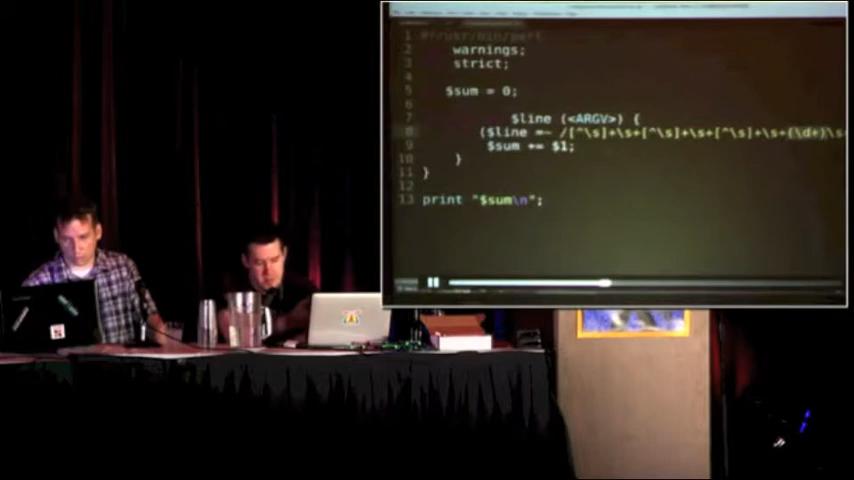 1 #!/usr/bin/perl
2 warnings;
3 strict;
4
5 $sum = 0;
6
7 $line (<ARGV>) {
8 ($line =~ /[^\s]+\s+[^\s]+\s+[^\s]+\s+(\d+)\s+
9 $sum += $1;
10 }
11 }
12
13 print "$sum\n";